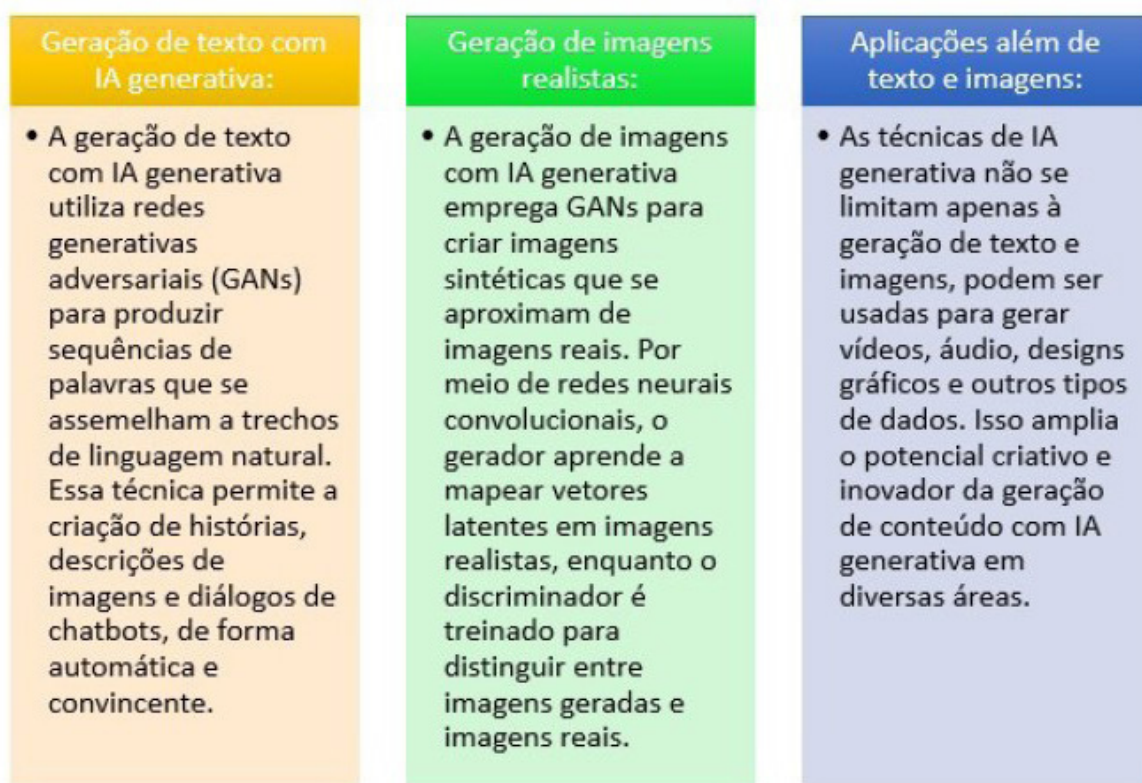 Geração de texto com
IA generativa:
• A geração de texto
com IA generativa
utiliza redes
generativas
adversariais (GANs)
para produzir
sequências de
palavras que se
assemelham a trechos
de linguagem natural.
Essa técnica permite a
criação de histórias,
descrições de
imagens e diálogos de
chatbots, de forma
automática e
convincente.
Geração de imagens
realistas:
• A geração de imagens
com IA generativa
emprega GANs para
criar imagens
sintéticas que se
aproximam de
imagens reais. Por
meio de redes neurais
convolucionais, o
gerador aprende a
mapear vetores
latentes em imagens
realistas, enquanto o
discriminador é
treinado para
distinguir entre
imagens geradas e
imagens reais.
Aplicações além de
texto e imagens:
• As técnicas de IA
generativa não se
limitam apenas à
geração de texto e
imagens, podem ser
usadas para gerar
vídeos, áudio, designs
gráficos e outros tipos
de dados. Isso amplia
o potencial criativo e
inovador da geração
de conteúdo com IA
generativa em
diversas áreas.